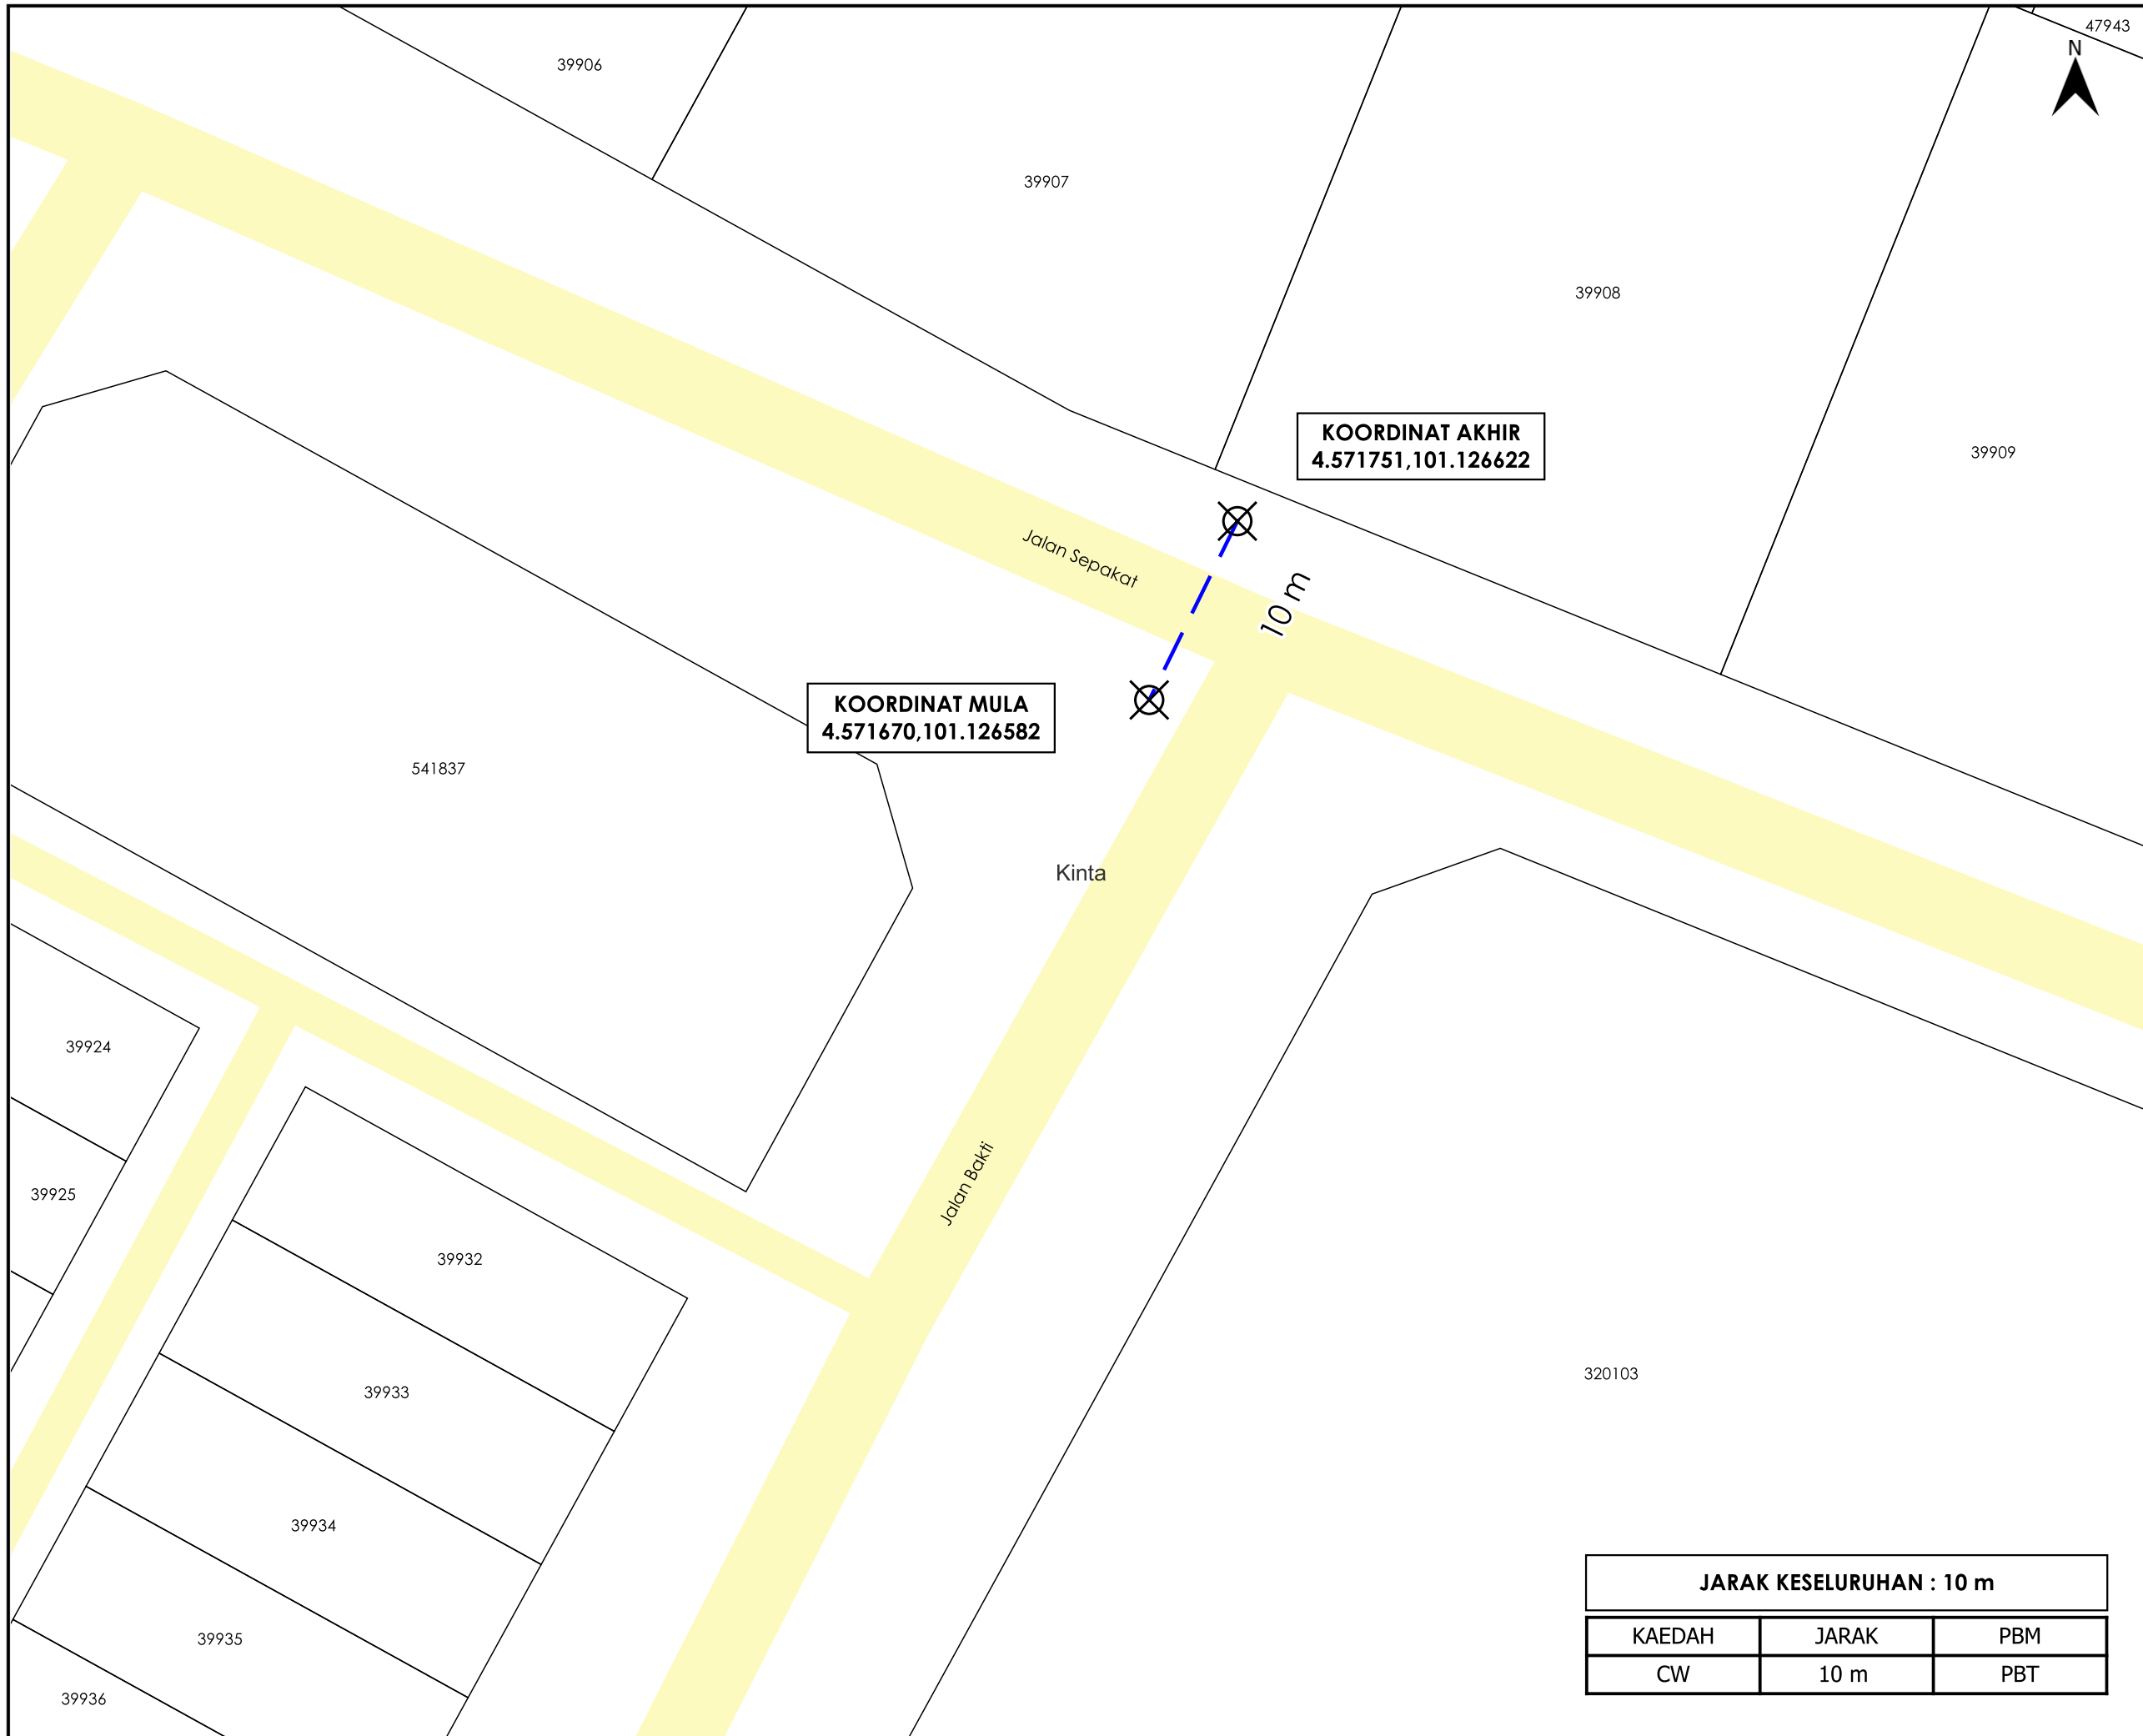 47943
N
39906
39907
39908
39909
KOORDINAT AKHIR
4.571751,101.126622
Jalan Sepakat
10 m
KOORDINAT MULA
4.571670,101.126582
541837
Kinta
39924
39925
Jalan Bakti
39932
39933
320103
39934
39935
39936
JARAK KESELURUHAN : 10 m
KAEDAH JARAK PBM
CW 10 m PBT